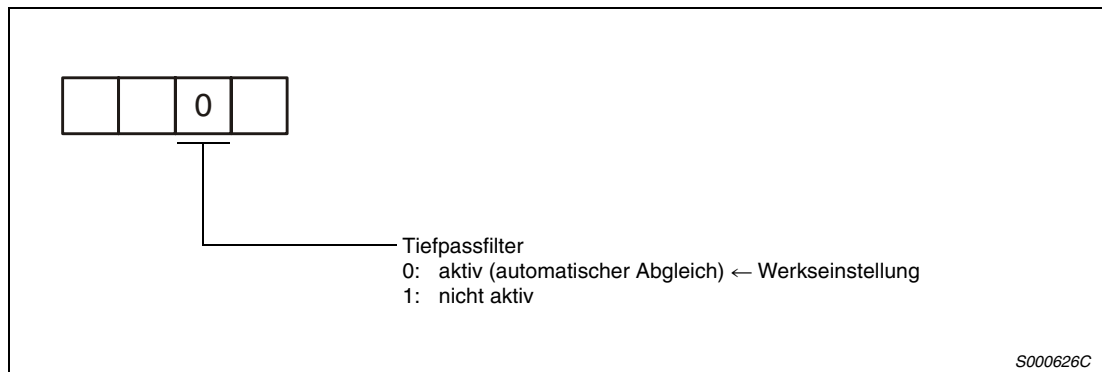 0
Tiefpassfilter
0: aktiv (automatischer Abgleich) ← Werkseinstellung
1: nicht aktiv
S000626C